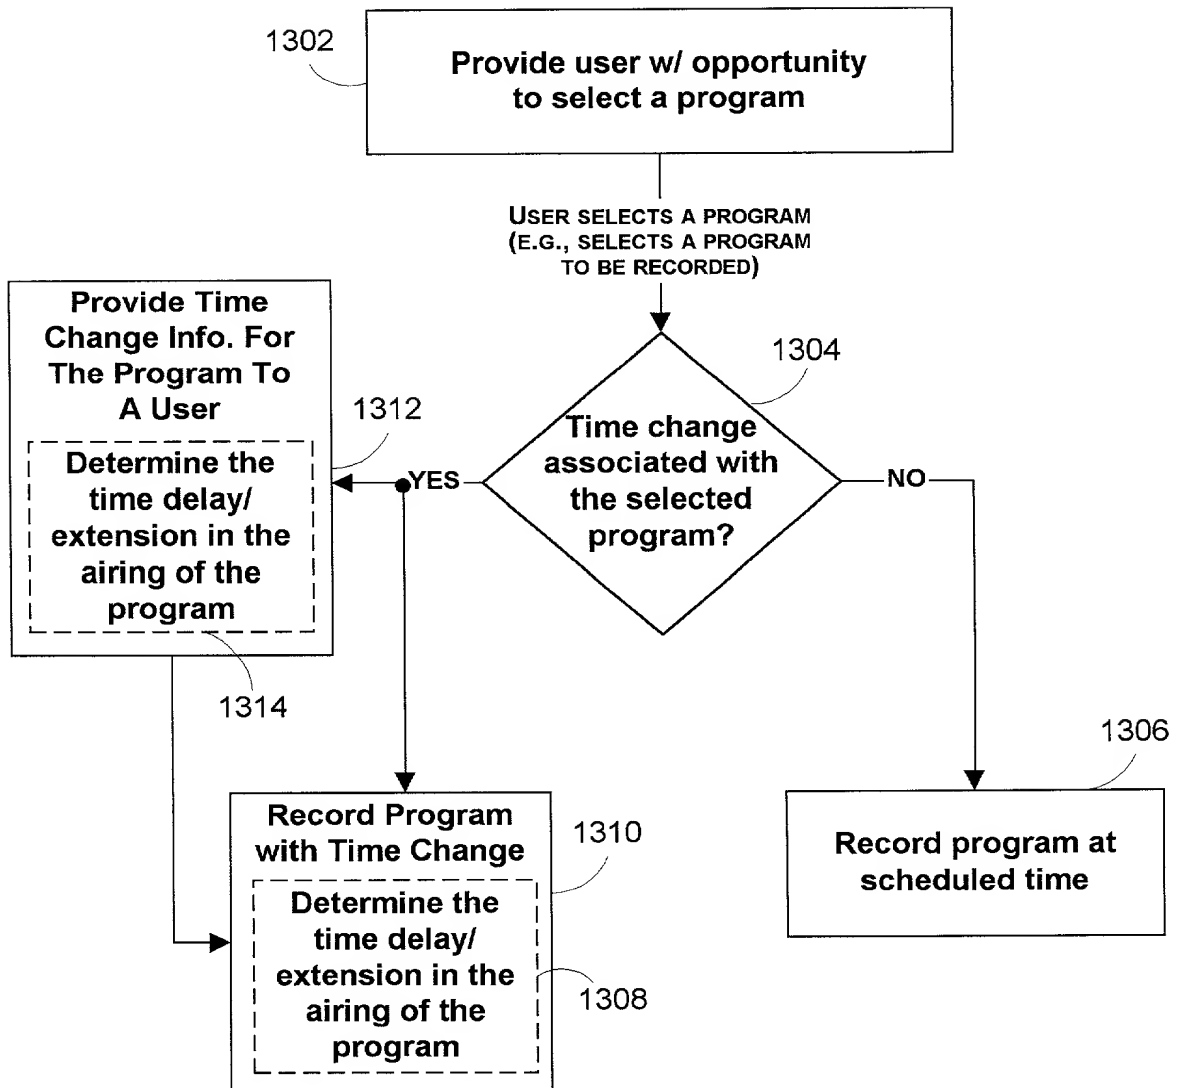 1302
Provide user w/ opportunity
to select a program
USER SELECTS A PROGRAM
(E.G., SELECTS A PROGRAM
TO BE RECORDED)
Provide Time
Change Info. For
The Program To
A User
1312
Determine the
time delay/
extension in the
airing of the
program
1314
1304
Time change
associated with
the selected
program?
YES
NO
1306
Record program at
scheduled time
Record Program
with Time Change
1310
Determine the
time delay/
extension in the
airing of the
program
1308